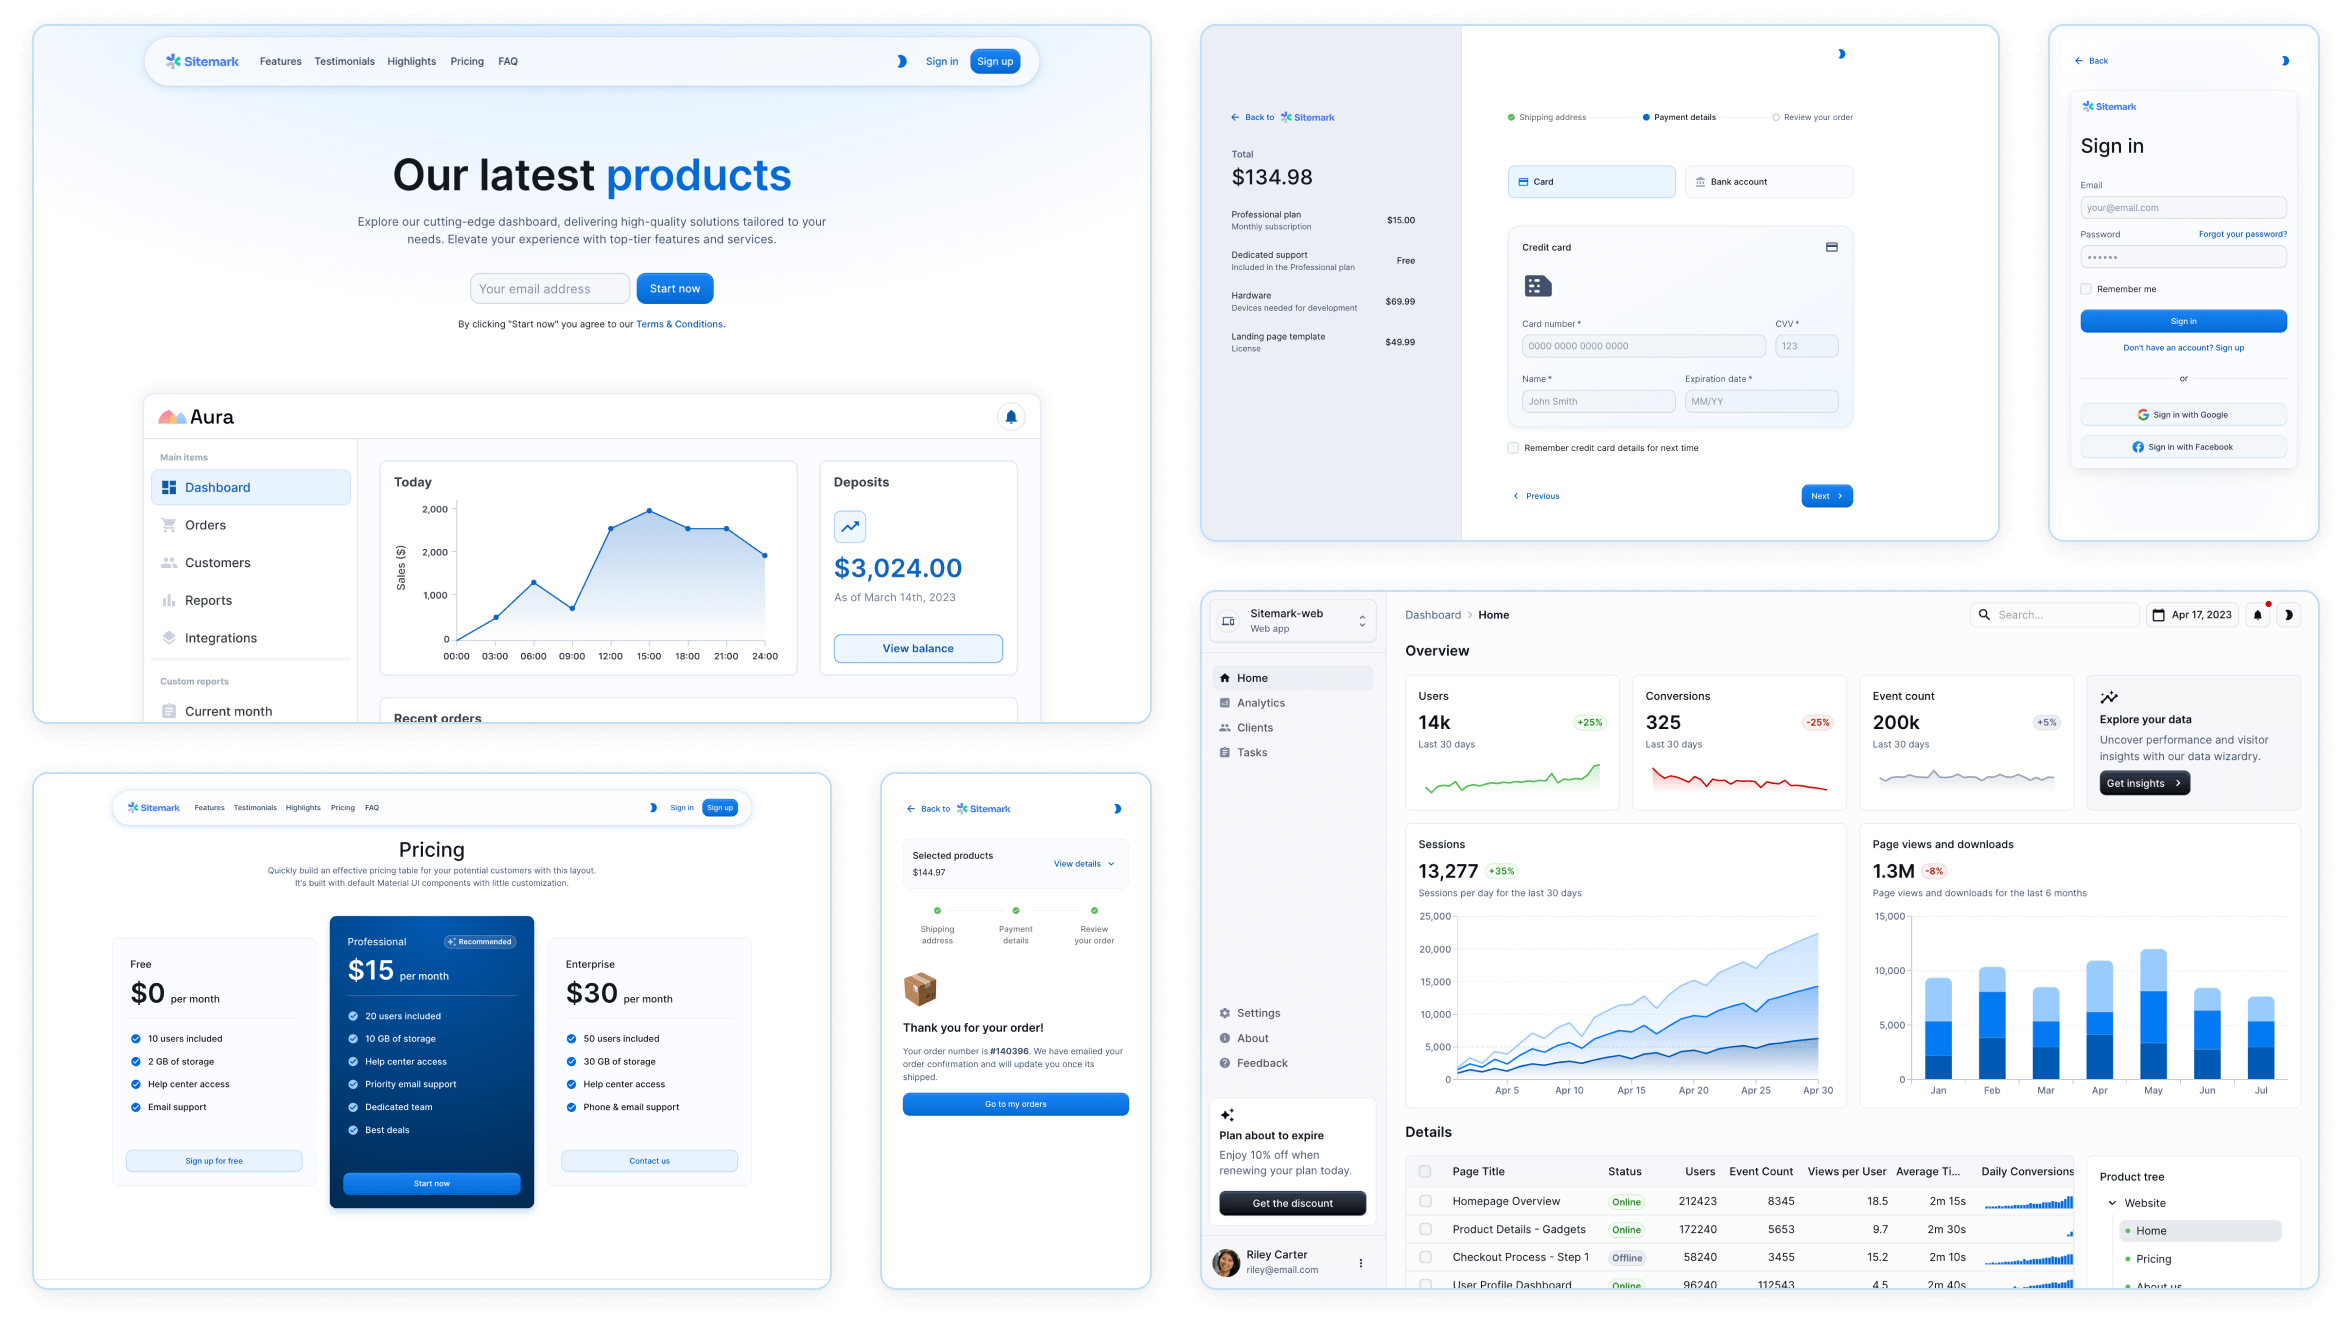 Sitemark
Features Testimonials Highlights Pricing FAQ
Sign in
Sign up
Our latest products
Explore our cutting-edge dashboard, delivering high-quality solutions tailored to your
needs. Elevate your experience with top-tier features and services.
Your email address
Start now
By clicking "Start now" you agree to our Terms & Conditions.
Aura
Main items
Dashboard
Orders
Customers
Reports
Integrations
Custom reports
Current month
Today
Sales ($)
2,000
2,000
1,000
0
00:00 03:00 06:00 09:00 12:00 15:00 18:00 21:00 24:00
Deposits
$3,024.00
As of March 14th, 2023
View balance
Recent orders
Back to Sitemark
Total
$134.98
Professional plan
Monthly subscription
$15.00
Dedicated support
Included in the Professional plan
Free
Hardware
Devices needed for development
$69.99
Landing page template
License
$49.99
Shipping address
Payment details
Review your order
Card
Bank account
Credit card
Card number *
CVV *
0000 0000 0000 0000
123
Name *
Expiration date *
John Smith
MM/YY
Remember credit card details for next time
Previous
Next
Back
Sitemark
Sign in
Email
your@email.com
Password
Forgot your password?
••••••
Remember me
Sign in
Don't have an account? Sign up
or
Sign in with Google
Sign in with Facebook
Sitemark
Features Testimonials Highlights Pricing FAQ
Sign in
Sign up
Pricing
Quickly build an effective pricing table for your potential customers with this layout.
It's built with default Material UI components with little customization.
Free
$0 per month
10 users included
2 GB of storage
Help center access
Email support
Sign up for free
Professional
Recommended
$15 per month
20 users included
10 GB of storage
Help center access
Priority email support
Dedicated team
Best deals
Start now
Enterprise
$30 per month
50 users included
30 GB of storage
Help center access
Phone & email support
Contact us
Back to Sitemark
Selected products
$144.97
View details
Shipping
address
Payment
details
Review
your order
Thank you for your order!
Your order number is #140396. We have emailed your
order confirmation and will update you once its
shipped.
Go to my orders
Sitemark-web
Web app
Home
Analytics
Clients
Tasks
Settings
About
Feedback
Plan about to expire
Enjoy 10% off when
renewing your plan today.
Get the discount
Riley Carter
riley@email.com
Dashboard > Home
Search...
Apr 17, 2023
Overview
Users
14k
+25%
Last 30 days
Conversions
325
-25%
Last 30 days
Event count
200k
+5%
Last 30 days
Explore your data
Uncover performance and visitor
insights with our data wizardry.
Get insights
Sessions
13,277
+35%
Sessions per day for the last 30 days
25,000
20,000
15,000
10,000
5,000
0
Apr 5 Apr 10 Apr 15 Apr 20 Apr 25 Apr 30
Page views and downloads
1.3M
-8%
Page views and downloads for the last 6 months
15,000
10,000
5,000
0
Jan Feb Mar Apr May Jun Jul
Details
Page Title Status Users Event Count Views per User Average Ti... Daily Conversions
Homepage Overview Online 212423 8345 18.5 2m 15s
Product Details - Gadgets Online 172240 5653 9.7 2m 30s
Checkout Process - Step 1 Offline 58240 3455 15.2 2m 10s
User Profile Dashboard Online 96240 112543 4.5 2m 40s
Product tree
Website
Home
Pricing
About us